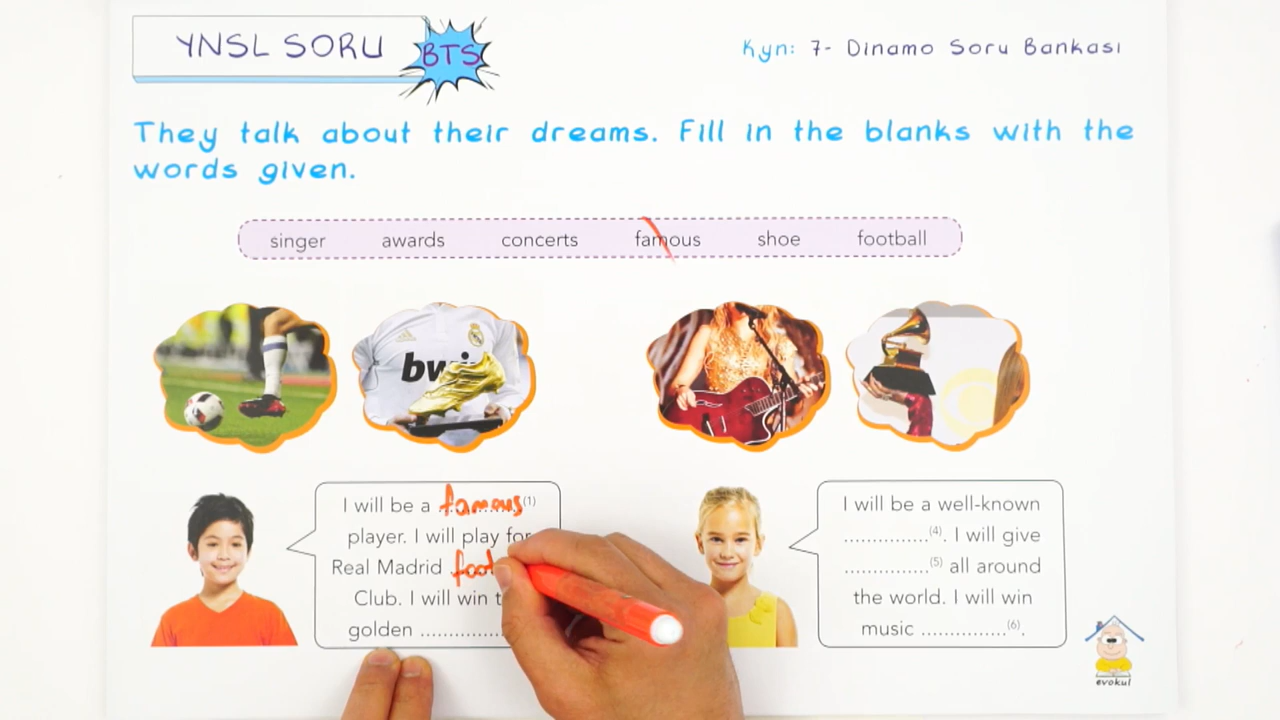 YNSL SORU
BTS
Kyn: 7- Dinamo Soru Bankası
They talk about their dreams. Fill in the blanks with the
words given.
singer awards concerts famous shoe football
I will be a famous (1)
player. I will play for
Real Madrid foot
Club. I will win t
golden ..............
I will be a well-known
...............(4). I will give
...............(5) all around
the world. I will win
music ...............(6).
evokul